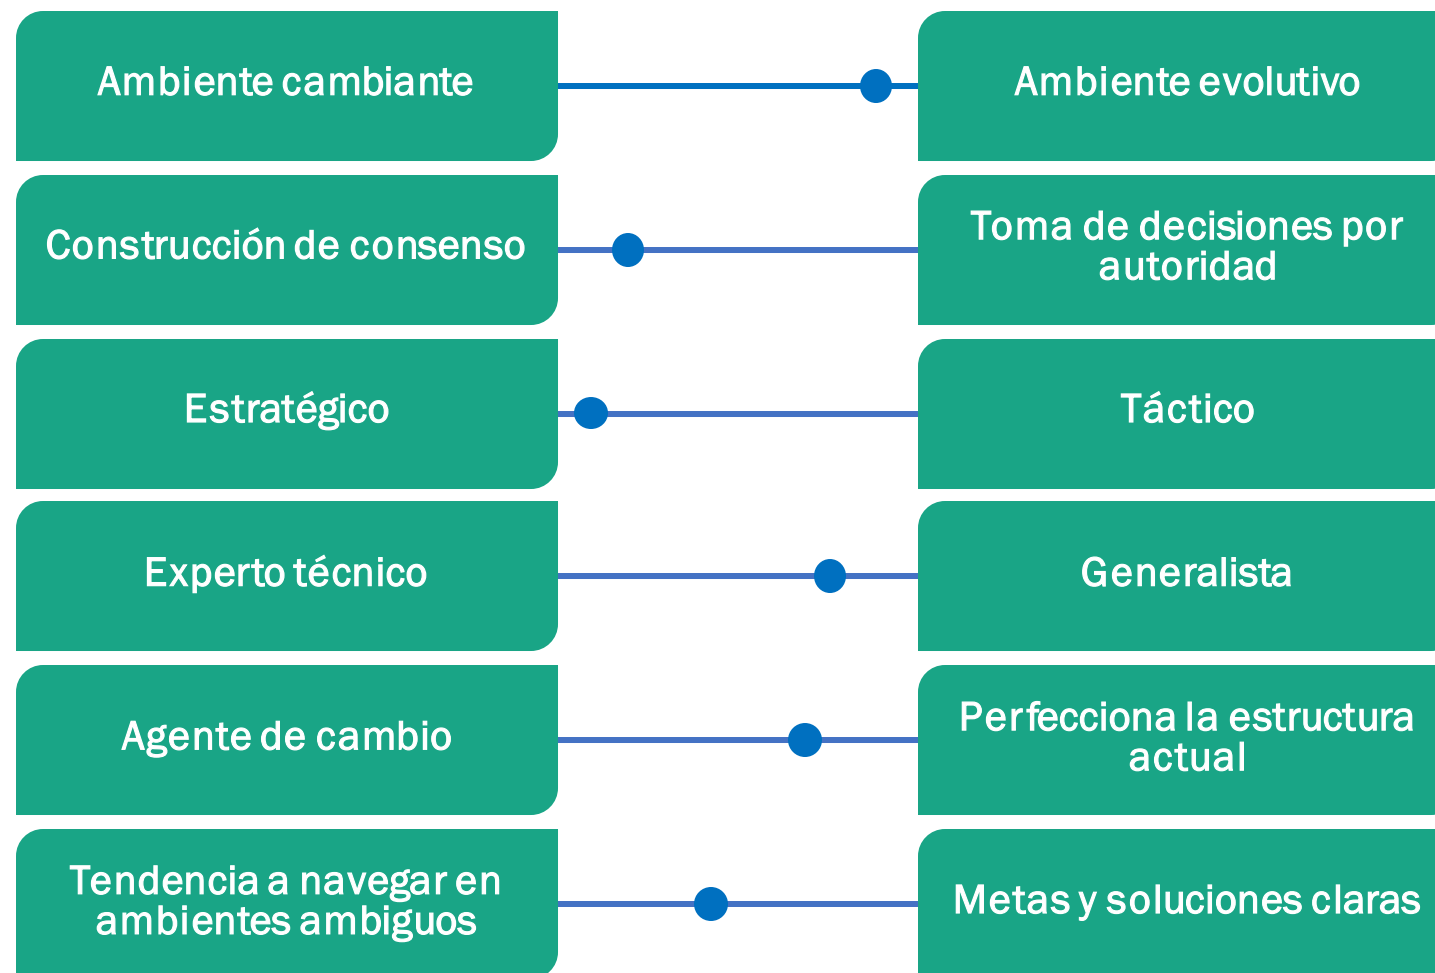 Ambiente cambiante
Ambiente evolutivo
Construcción de consenso
Toma de decisiones por
autoridad
Estratégico
Táctico
Experto técnico
Generalista
Agente de cambio
Perfecciona la estructura
actual
Tendencia a navegar en
ambientes ambiguos
Metas y soluciones claras